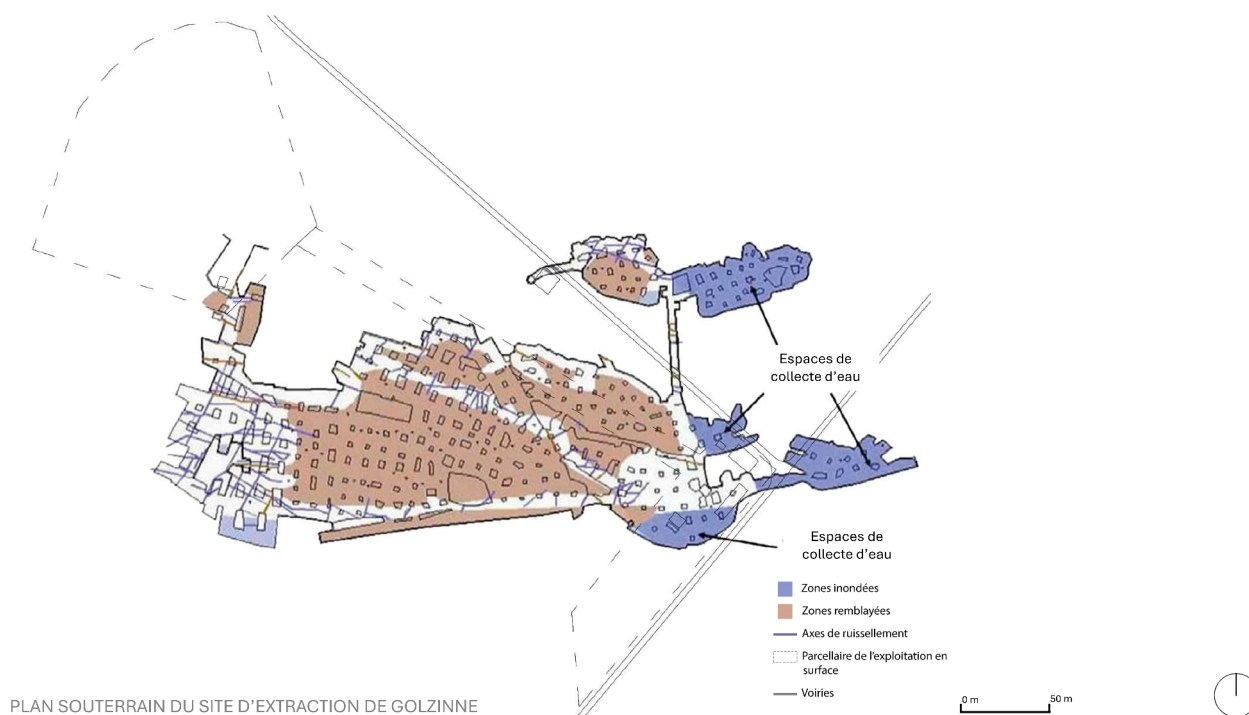 Espaces de
collecte d'eau
Espaces de
collecte d'eau
Zones inondées
Zones remblayées
Axes de ruissellement
Parcellaire de l'exploitation en
surface
Voiries
0 m 50 m
PLAN SOUTERRAIN DU SITE D'EXTRACTION DE GOLZINNE